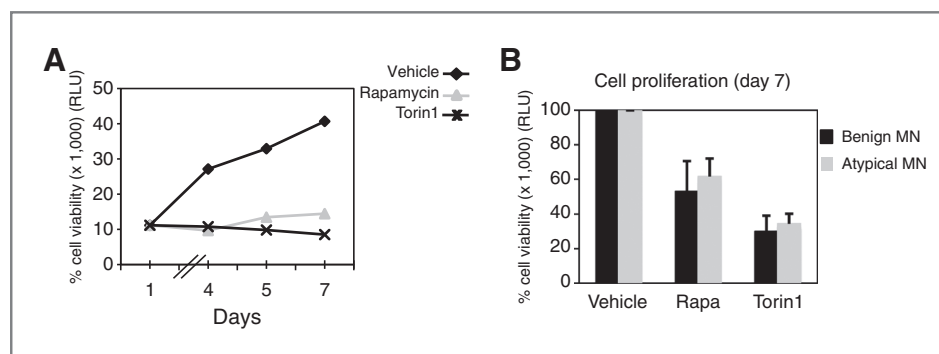 A
Vehicle
Rapamycin
Torin1
% cell viability (x 1,000) (RLU)
50
40
30
20
10
0
1
4
5
7
Days
B
Cell proliferation (day 7)
% cell viability (x 1,000) (RLU)
100
80
60
40
20
0
Benign MN
Atypical MN
Vehicle
Rapa
Torin1